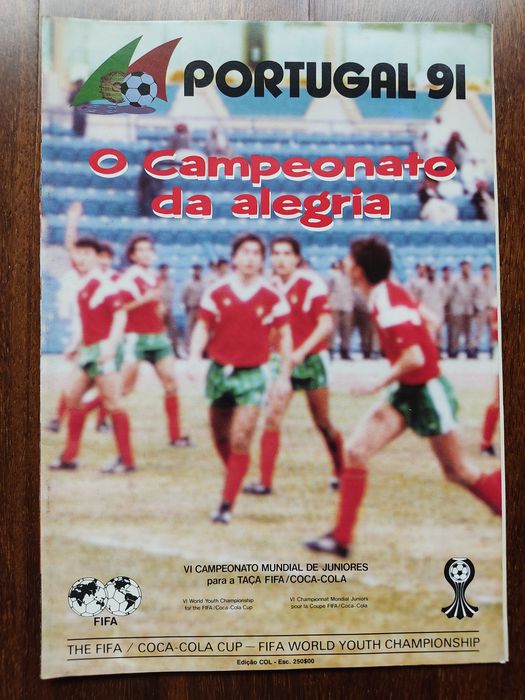 PORTUGAL 91
O Campeonato
da alegria
VI CAMPEONATO MUNDIAL DE JUNIORES
para a TAÇA FIFA/COCA-COLA
VI World Youth Championship
for the FIFA/Coca-Cola Cup
VI Championnat Mondial Juniors
pour la Coupe FIFA/Coca-Cola
FIFA
THE FIFA / COCA-COLA CUP – FIFA WORLD YOUTH CHAMPIONSHIP
Edição COL - Esc. 250$00